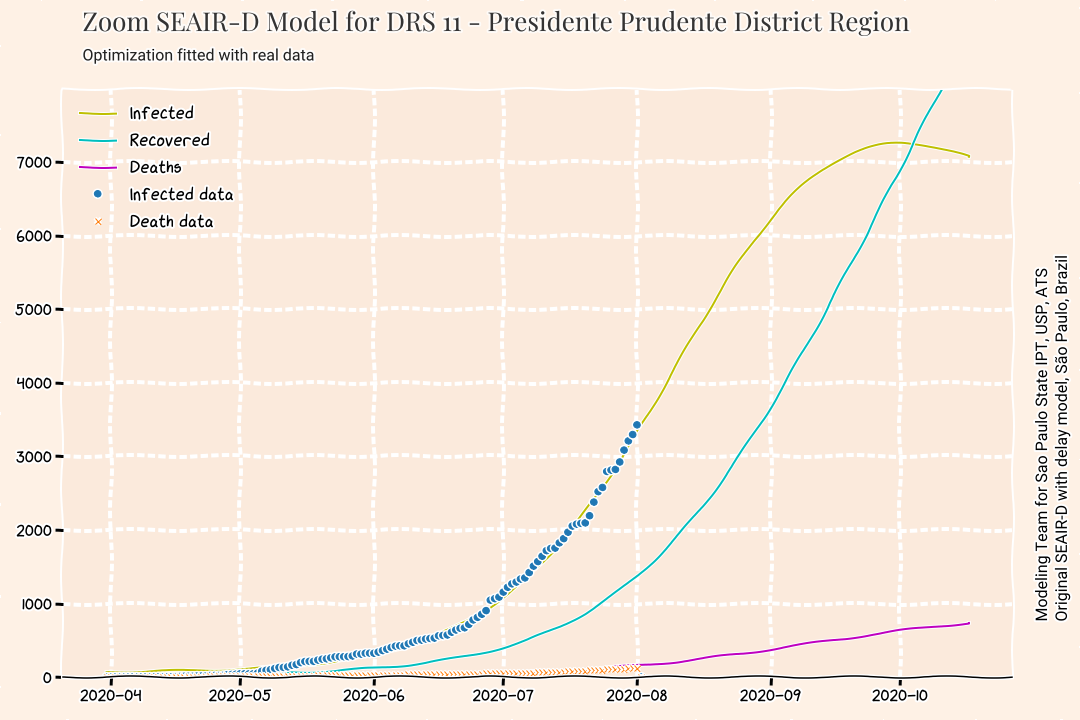 Zoom SEAIR-D Model for DRS 11 - Presidente Prudente District Region
Optimization fitted with real data
Infected
Recovered
Deaths
Infected data
Death data
7000
6000
5000
4000
3000
2000
1000
0
2020-04
2020-05
2020-06
2020-07
2020-08
2020-09
2020-10
Modeling Team for Sao Paulo State IPT, USP, ATS
Original SEAIR-D with delay model, São Paulo, Brazil